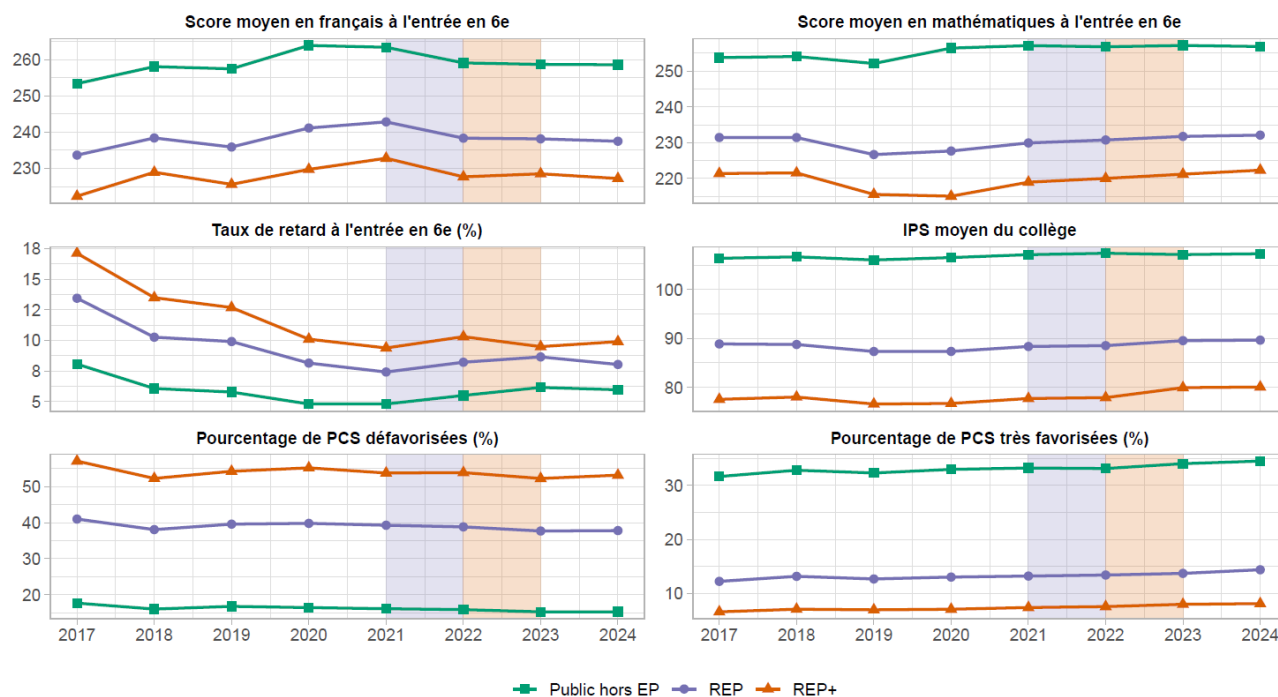 Score moyen en français à l'entrée en 6e
Score moyen en mathématiques à l'entrée en 6e
260
250
240
230
250
240
230
220
Taux de retard à l'entrée en 6e (%)
IPS moyen du collège
18
15
12
10
8
5
100
90
80
Pourcentage de PCS défavorisées (%)
Pourcentage de PCS très favorisées (%)
50
40
30
20
30
20
10
2017 2018 2019 2020 2021 2022 2023 2024
2017 2018 2019 2020 2021 2022 2023 2024
Public hors EP REP REP+